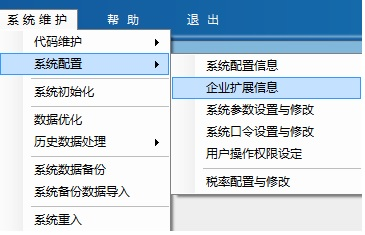 系统维护 帮助 退出
代码维护
系统配置
系统初始化
数据优化
历史数据处理
系统数据备份
系统备份数据导入
系统重入
系统配置信息
企业扩展信息
系统参数设置与修改
系统口令设置与修改
用户操作权限设定
税率配置与修改